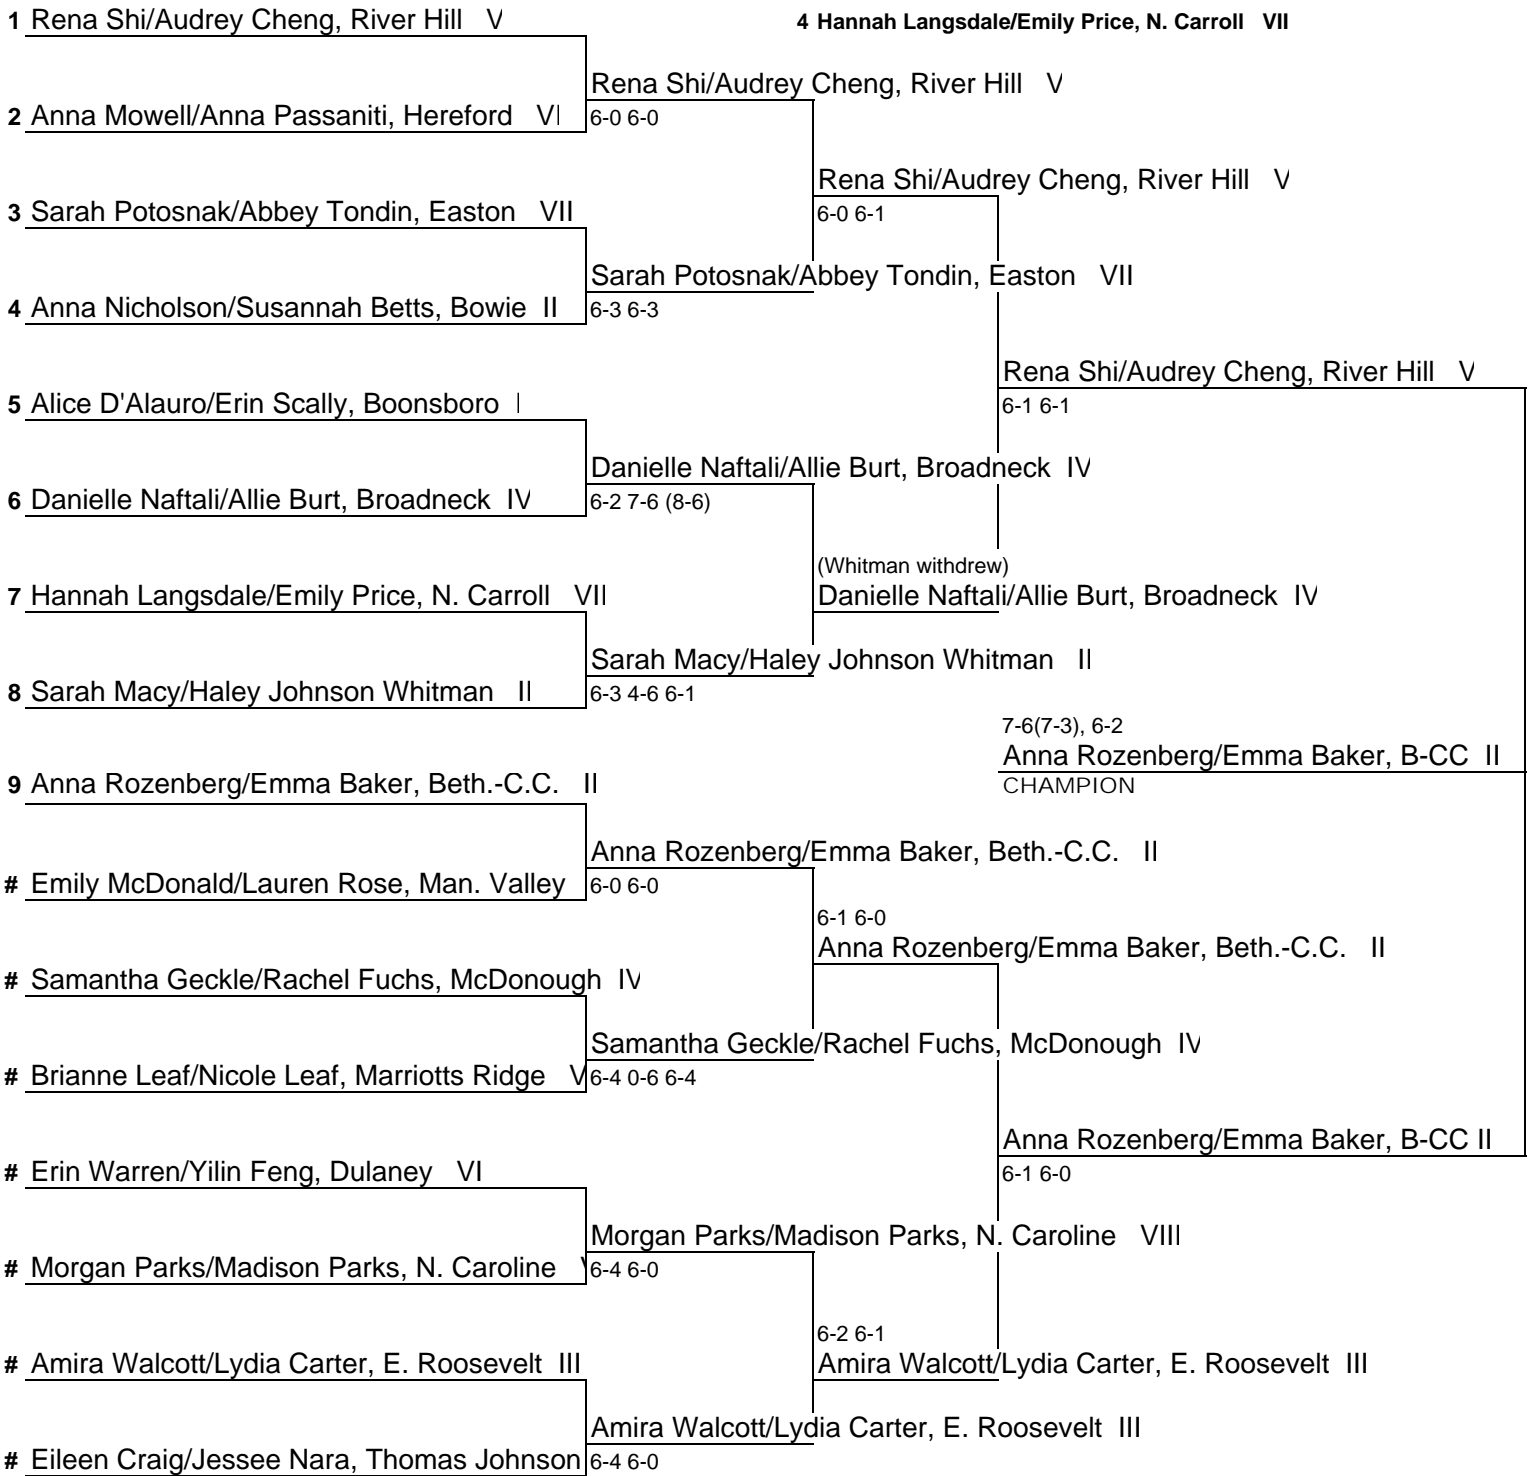 1 Rena Shi/Audrey Cheng, River Hill V
4 Hannah Langsdale/Emily Price, N. Carroll VII
Rena Shi/Audrey Cheng, River Hill V
2 Anna Mowell/Anna Passaniti, Hereford VI
6-0 6-0
Rena Shi/Audrey Cheng, River Hill V
3 Sarah Potosnak/Abbey Tondin, Easton VII
6-0 6-1
Sarah Potosnak/Abbey Tondin, Easton VII
4 Anna Nicholson/Susannah Betts, Bowie II
6-3 6-3
Rena Shi/Audrey Cheng, River Hill V
5 Alice D'Alauro/Erin Scally, Boonsboro I
6-1 6-1
Danielle Naftali/Allie Burt, Broadneck IV
6 Danielle Naftali/Allie Burt, Broadneck IV
6-2 7-6 (8-6)
(Whitman withdrew)
7 Hannah Langsdale/Emily Price, N. Carroll VII
Danielle Naftali/Allie Burt, Broadneck IV
Sarah Macy/Haley Johnson Whitman II
8 Sarah Macy/Haley Johnson Whitman II
6-3 4-6 6-1
7-6(7-3), 6-2
Anna Rozenberg/Emma Baker, B-CC II
9 Anna Rozenberg/Emma Baker, Beth.-C.C. II
CHAMPION
Anna Rozenberg/Emma Baker, Beth.-C.C. II
# Emily McDonald/Lauren Rose, Man. Valley
6-0 6-0
6-1 6-0
Anna Rozenberg/Emma Baker, Beth.-C.C. II
# Samantha Geckle/Rachel Fuchs, McDonough IV
Samantha Geckle/Rachel Fuchs, McDonough IV
# Brianne Leaf/Nicole Leaf, Marriotts Ridge V
6-4 0-6 6-4
Anna Rozenberg/Emma Baker, B-CC II
# Erin Warren/Yilin Feng, Dulaney VI
6-1 6-0
Morgan Parks/Madison Parks, N. Caroline VIII
# Morgan Parks/Madison Parks, N. Caroline
6-4 6-0
6-2 6-1
# Amira Walcott/Lydia Carter, E. Roosevelt III
Amira Walcott/Lydia Carter, E. Roosevelt III
Amira Walcott/Lydia Carter, E. Roosevelt III
# Eileen Craig/Jessee Nara, Thomas Johnson
6-4 6-0